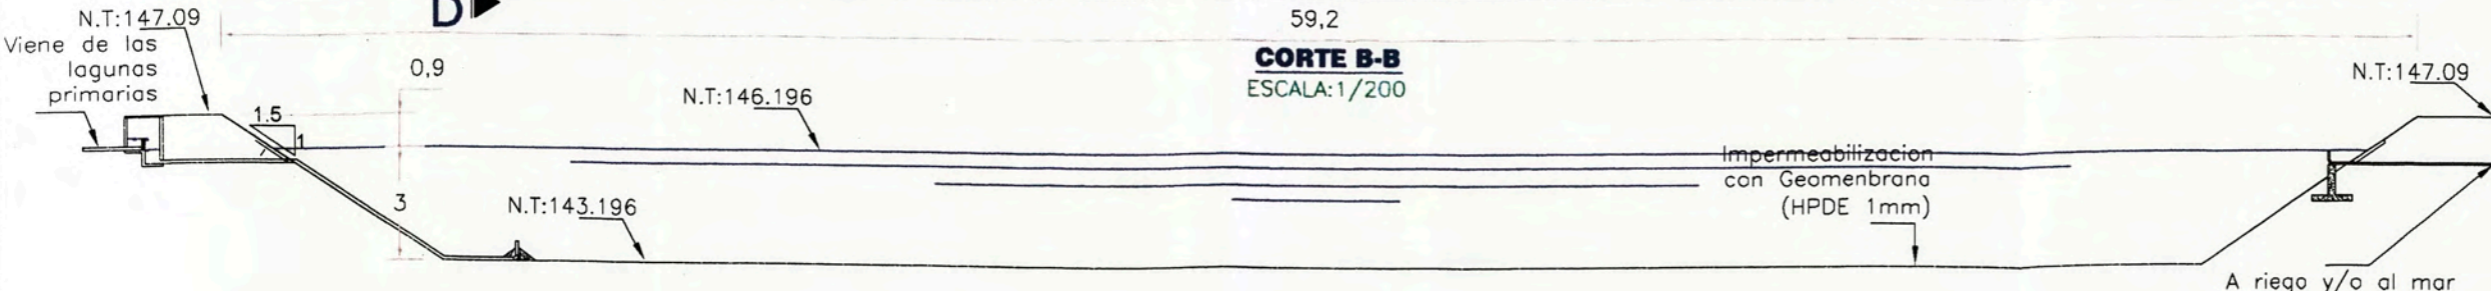 D
59,2
CORTE B-B
ESCALA:1/200
N.T:147.09
Viene de las
lagunas
primarias
0,9
1.5
1
N.T:146.196
N.T:147.09
3
N.T:143.196
Impermeabilizacion
con Geomenbrana
(HPDE 1mm)
A riego y/o al mar